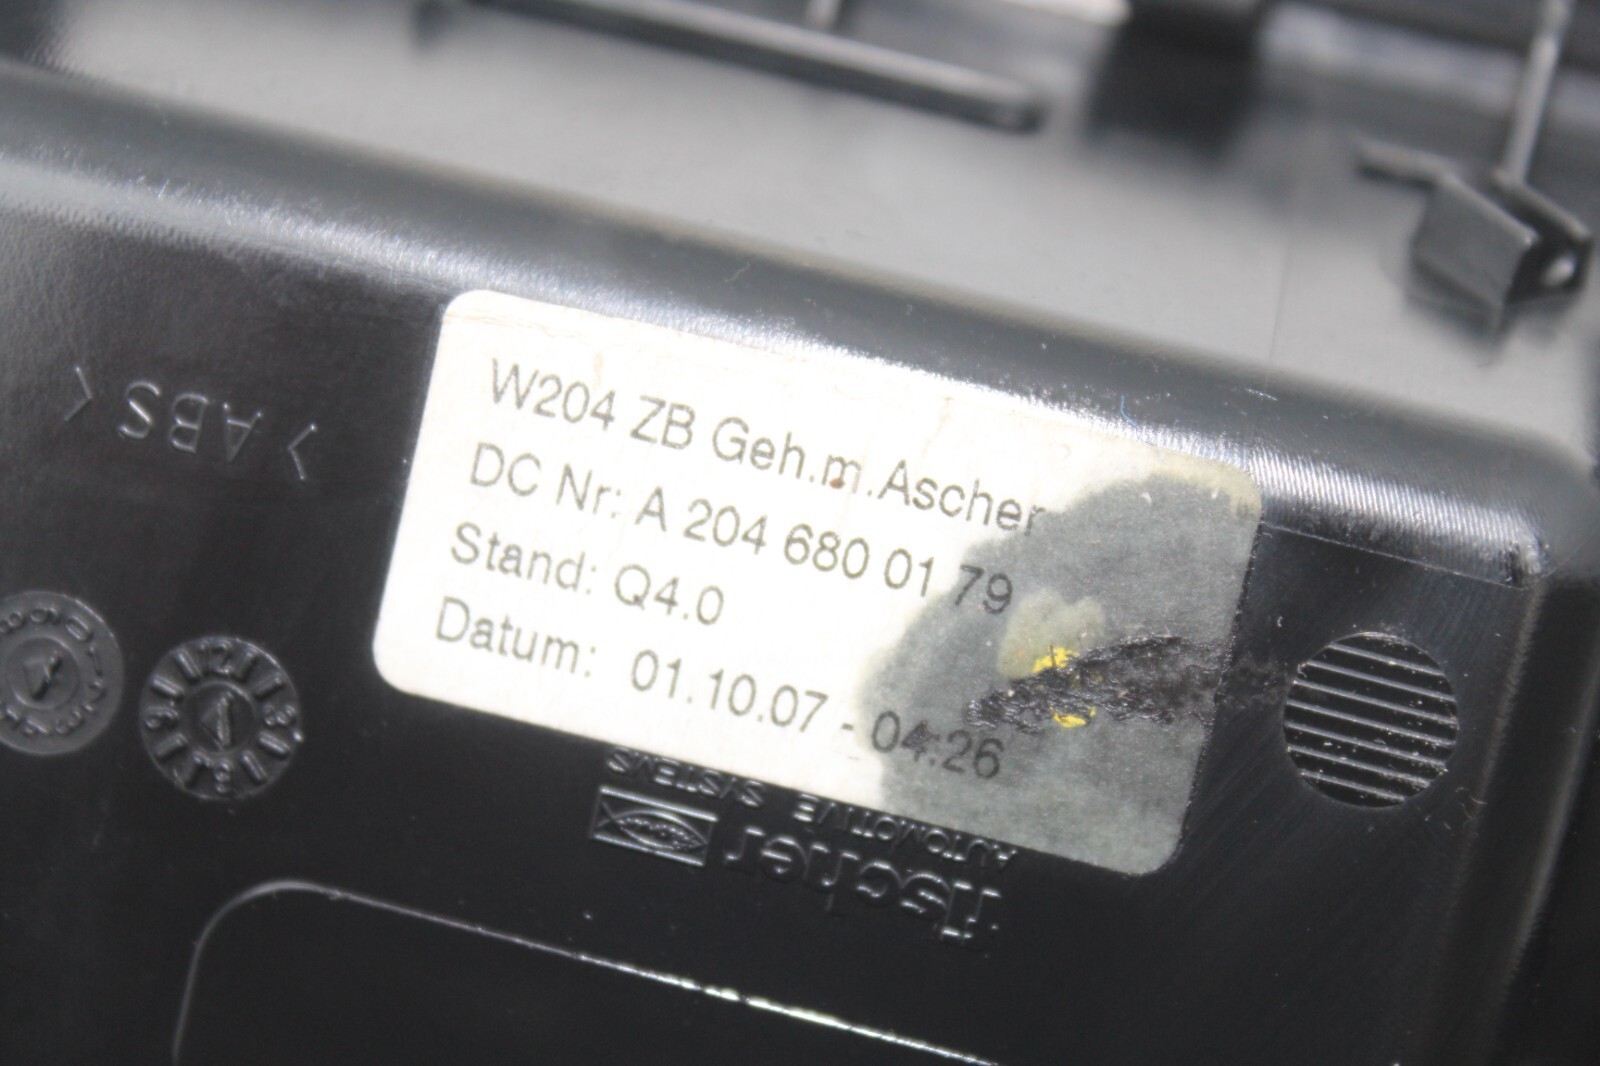 W204 ZB Geh.m.Ascher
DC Nr: A 204 680 01 79
Stand: Q4.0
Datum: 01.10.07 - 04:26
>ABS<
fischer
AUTOMOTIVE SYSTEMS